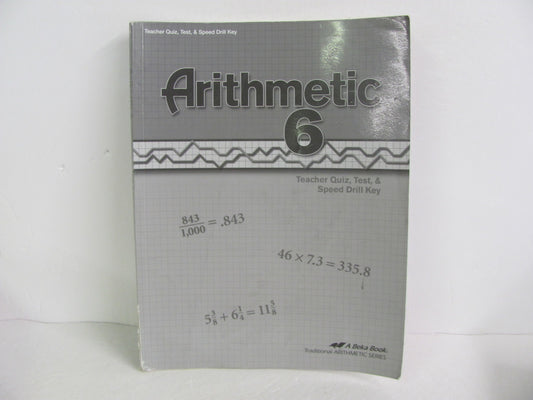 Teacher Quiz, Test, & Speed Drill Key
Arithmetic
6
Teacher Quiz, Test, &
Speed Drill Key
843/1,000 = .843
46 × 7.3 = 335.8
5 3/8 + 6 1/4 = 11 5/8
A Beka Book
Traditional ARITHMETIC SERIES